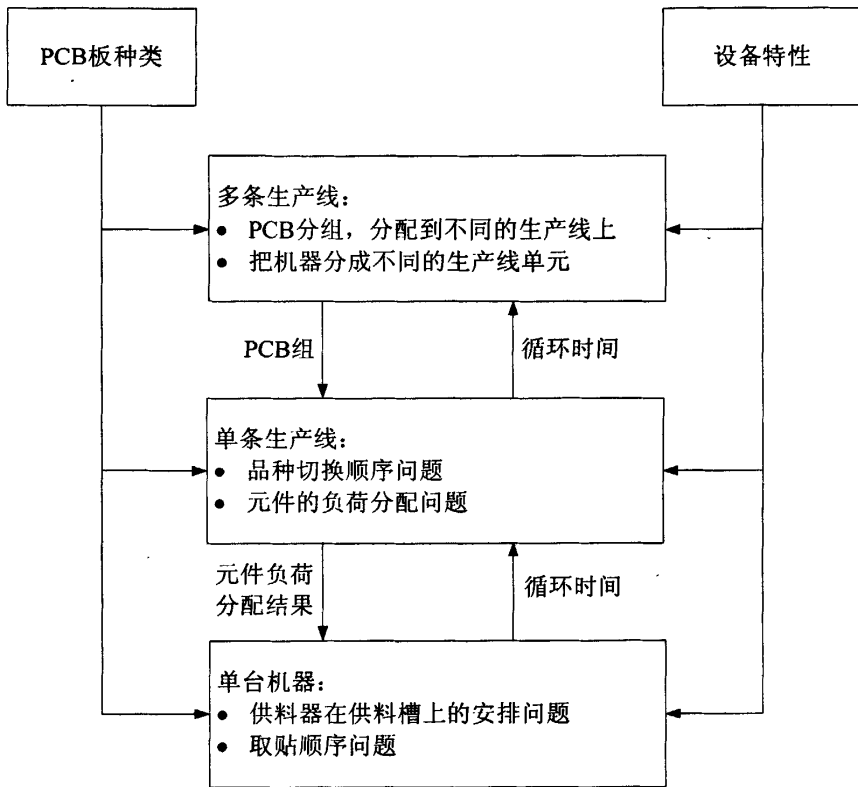 PCB板种类
设备特性
多条生产线：
● PCB分组，分配到不同的生产线上
● 把机器分成不同的生产线单元
PCB组
循环时间
单条生产线：
● 品种切换顺序问题
● 元件的负荷分配问题
元件负荷
分配结果
循环时间
单台机器：
● 供料器在供料槽上的安排问题
● 取贴顺序问题